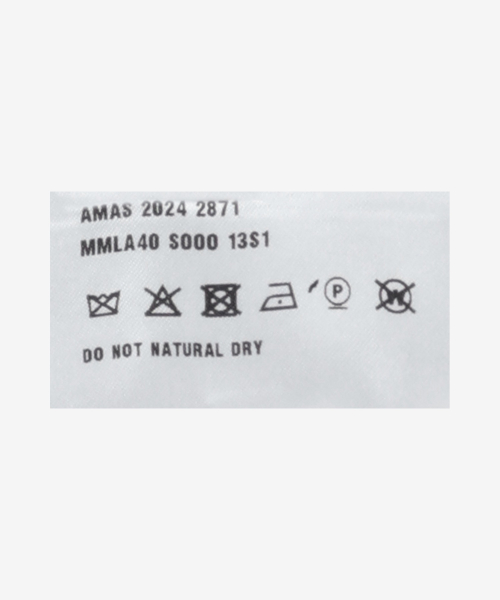 AMAS 2024 2871
MMLA40 S000 13S1
P W
DO NOT NATURAL DRY